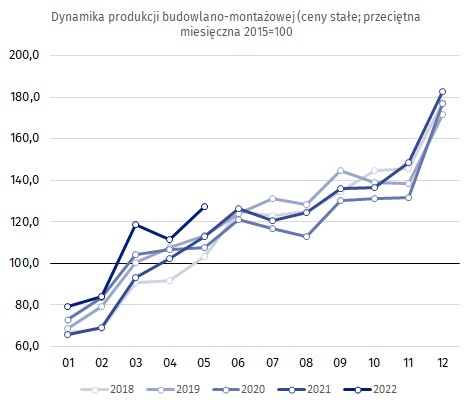 Dynamika produkcji budowlano-montażowej (ceny stałe; przeciętna
miesięczna 2015=100
200,0
180,0
160,0
140,0
120,0
100,0
80,0
60,0
01 02 03 04 05 06 07 08 09 10 11 12
2018 2019 2020 2021 2022